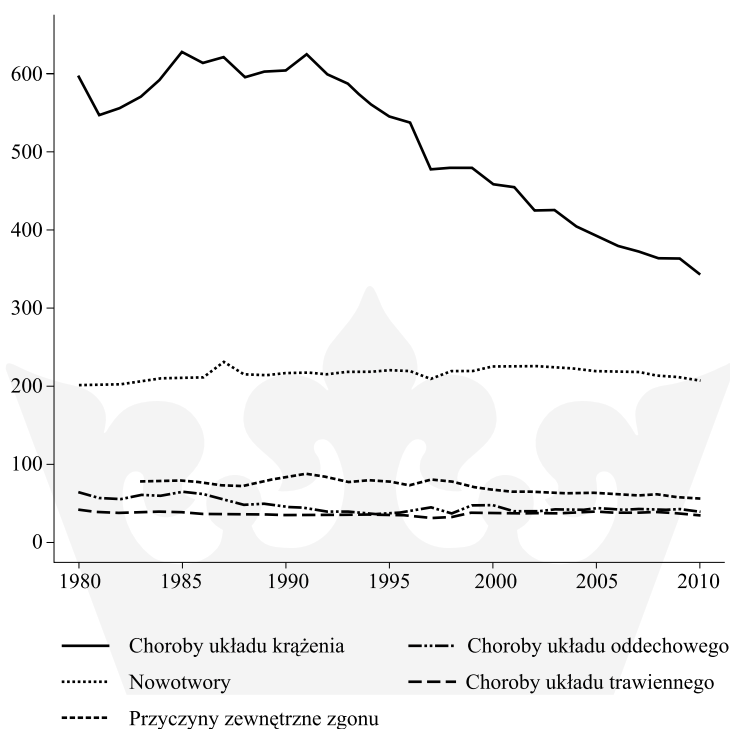 600
500
400
300
200
100
0
1980 1985 1990 1995 2000 2005 2010
Choroby układu krążenia Choroby układu oddechowego
Nowotwory Choroby układu trawiennego
Przyczyny zewnętrzne zgonu